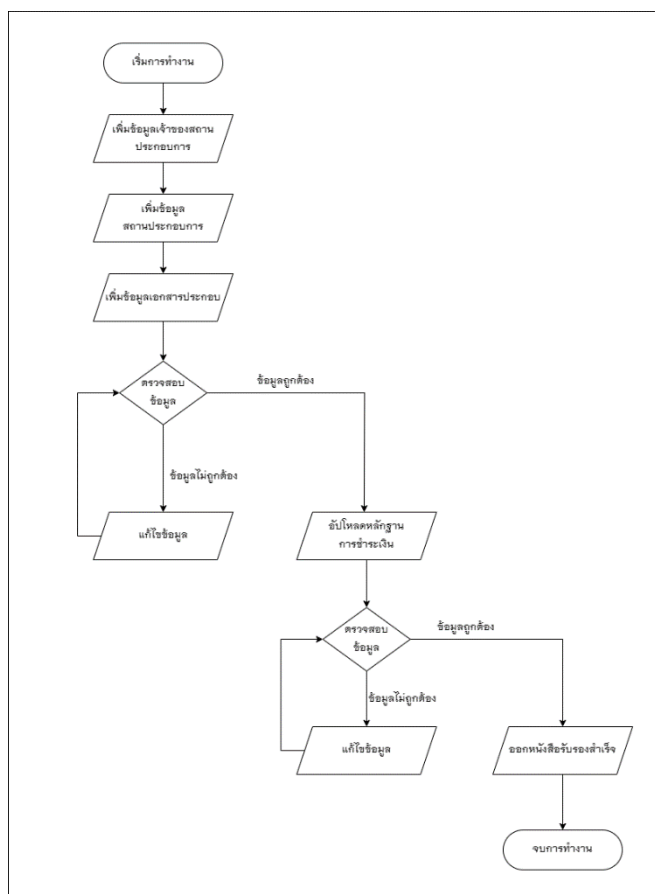 เริ่มการทำงาน
เพิ่มข้อมูลเจ้าของสถาน
ประกอบการ
เพิ่มข้อมูล
สถานประกอบการ
เพิ่มข้อมูลเอกสารประกอบ
ตรวจสอบ
ข้อมูล
ข้อมูลถูกต้อง
ข้อมูลไม่ถูกต้อง
แก้ไขข้อมูล
อัปโหลดหลักฐาน
การชำระเงิน
ตรวจสอบ
ข้อมูล
ข้อมูลถูกต้อง
ข้อมูลไม่ถูกต้อง
แก้ไขข้อมูล
ออกหนังสือรับรองสำเร็จ
จบการทำงาน